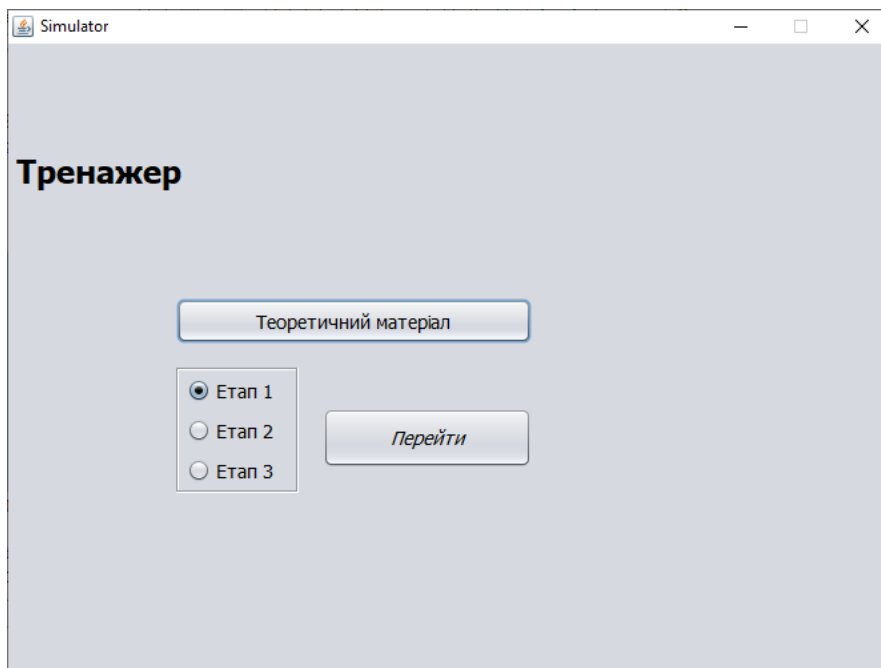 Simulator
Тренажер
Теоретичний матеріал
Етап 1
Етап 2
Перейти
Етап 3